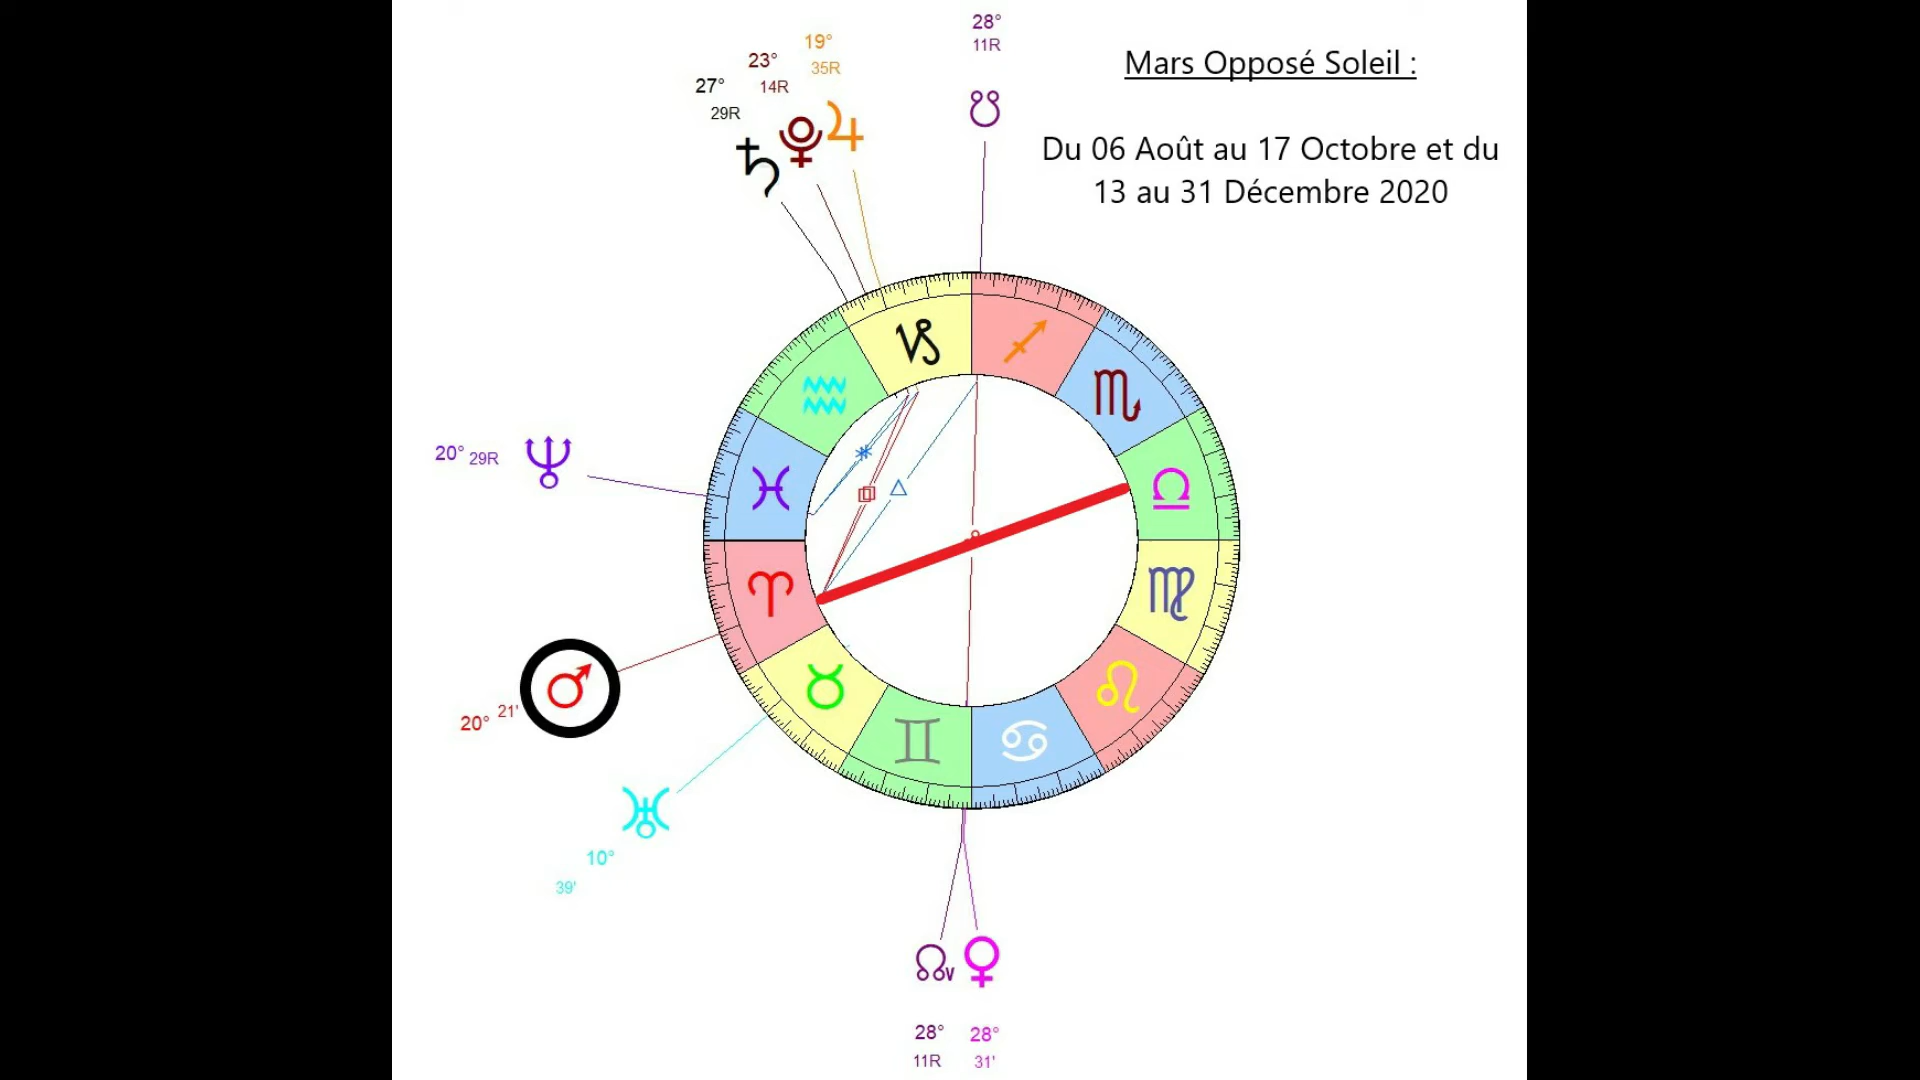 28°
11R
19°
35R
23°
14R
27°
29R
Mars Opposé Soleil :
Du 06 Août au 17 Octobre et du
13 au 31 Décembre 2020
20° 29R
20° 21'
10°
39'
V
28°
11R
28°
31'